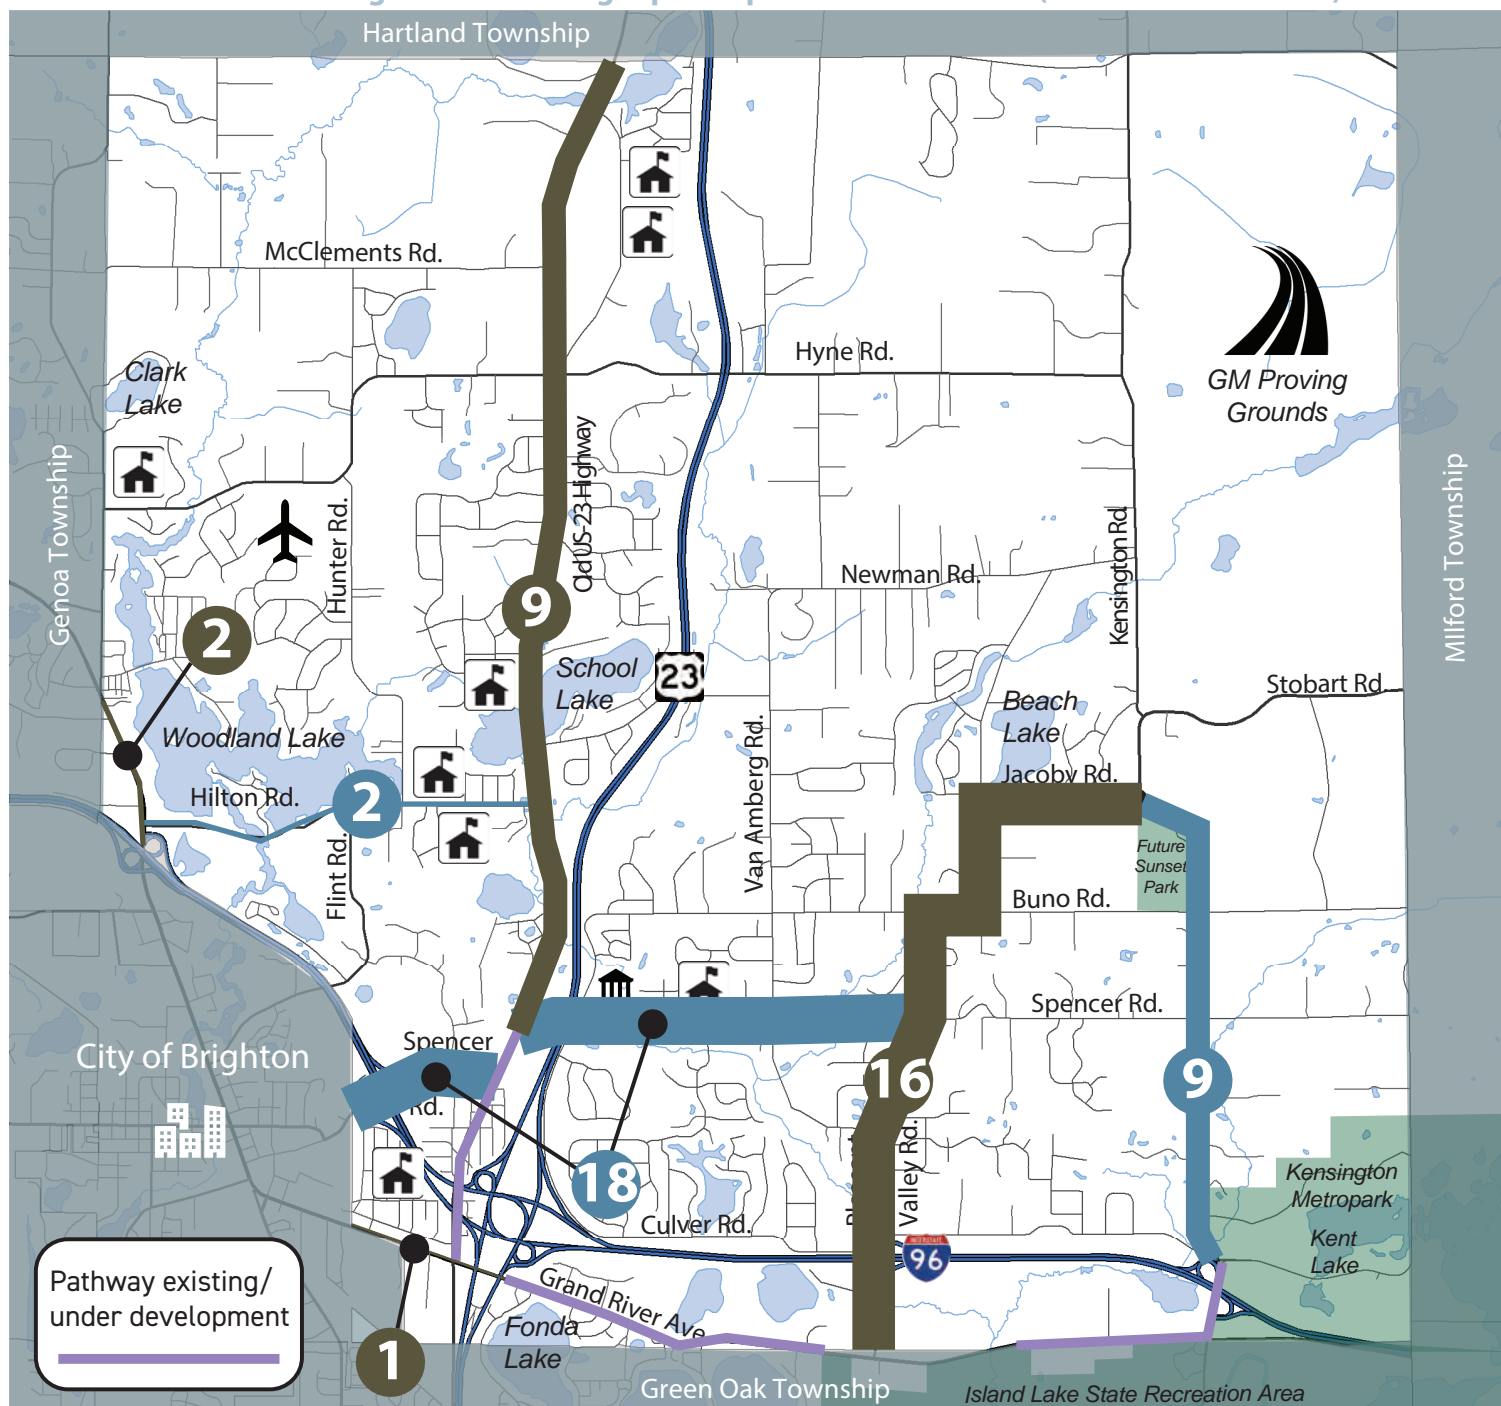 Hartland Township
McClements Rd.
Hyne Rd.
Clark
Lake
GM Proving
Grounds
Old US-23 Highway
Genoa Township
Hunter Rd.
Milford Township
Kensington Rd.
Newman Rd.
9
2
School
Lake
23
Stobart Rd.
Beach
Lake
Woodland Lake
Van Amberg Rd.
Jacoby Rd.
Hilton Rd.
2
Flint Rd.
Future
Sunset
Park
Buno Rd.
Spencer Rd.
Spencer
Rd.
City of Brighton
16
9
18
Valley Rd.
Kensington
Metropark
Culver Rd.
Kent
Lake
INTERSTATE
96
Pathway existing/
under development
Grand River Ave
Fonda
Lake
1
Green Oak Township
Island Lake State Recreation Area